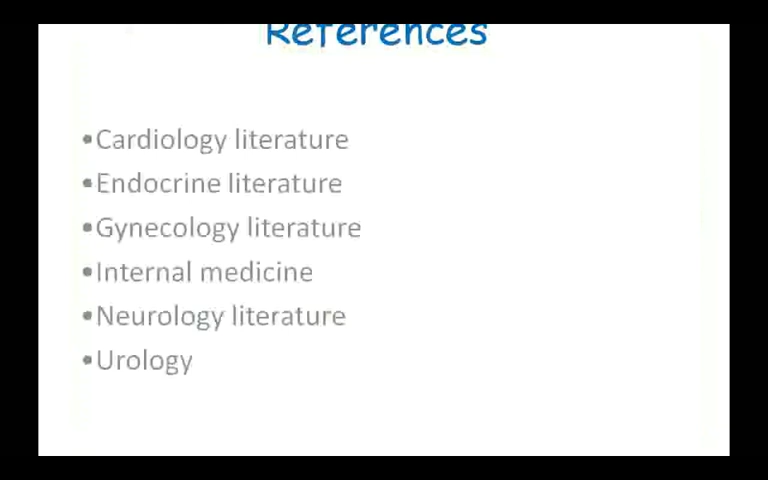 References
•Cardiology literature
•Endocrine literature
•Gynecology literature
•Internal medicine
•Neurology literature
•Urology